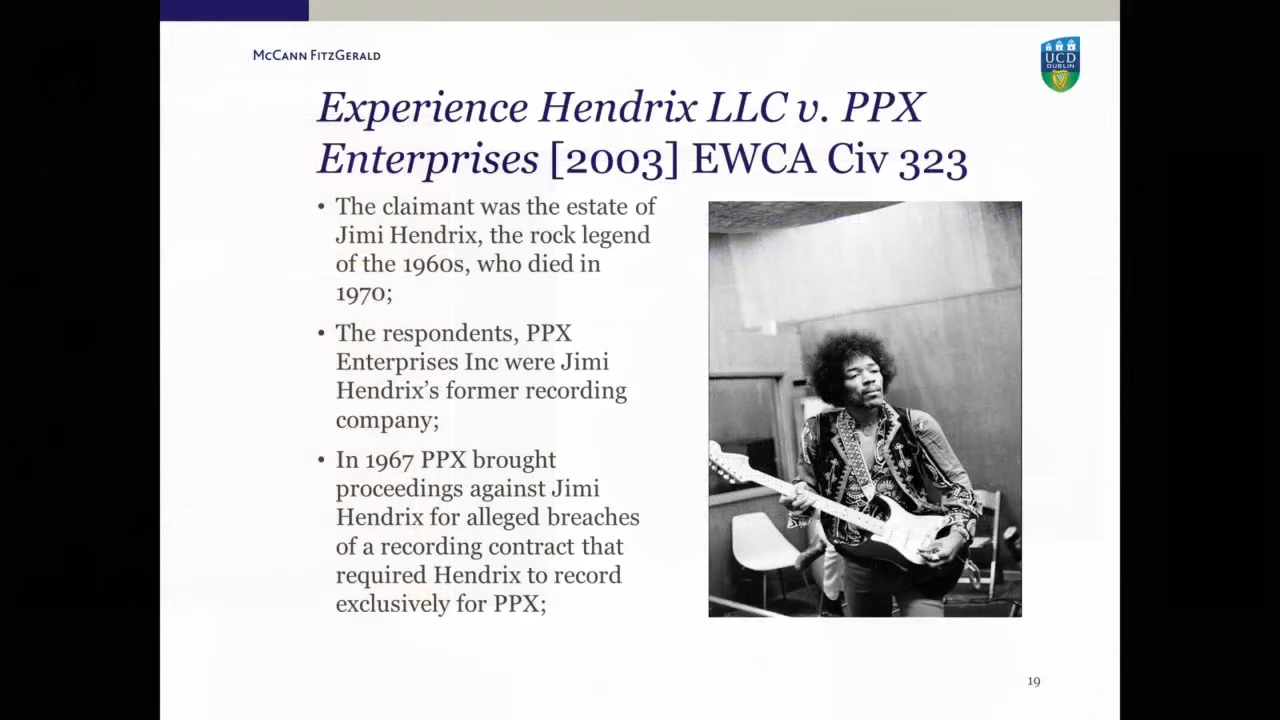 McCann FitzGerald
UCD
DUBLIN
Experience Hendrix LLC v. PPX
Enterprises [2003] EWCA Civ 323
• The claimant was the estate of
Jimi Hendrix, the rock legend
of the 1960s, who died in
1970;
• The respondents, PPX
Enterprises Inc were Jimi
Hendrix’s former recording
company;
• In 1967 PPX brought
proceedings against Jimi
Hendrix for alleged breaches
of a recording contract that
required Hendrix to record
exclusively for PPX;
19